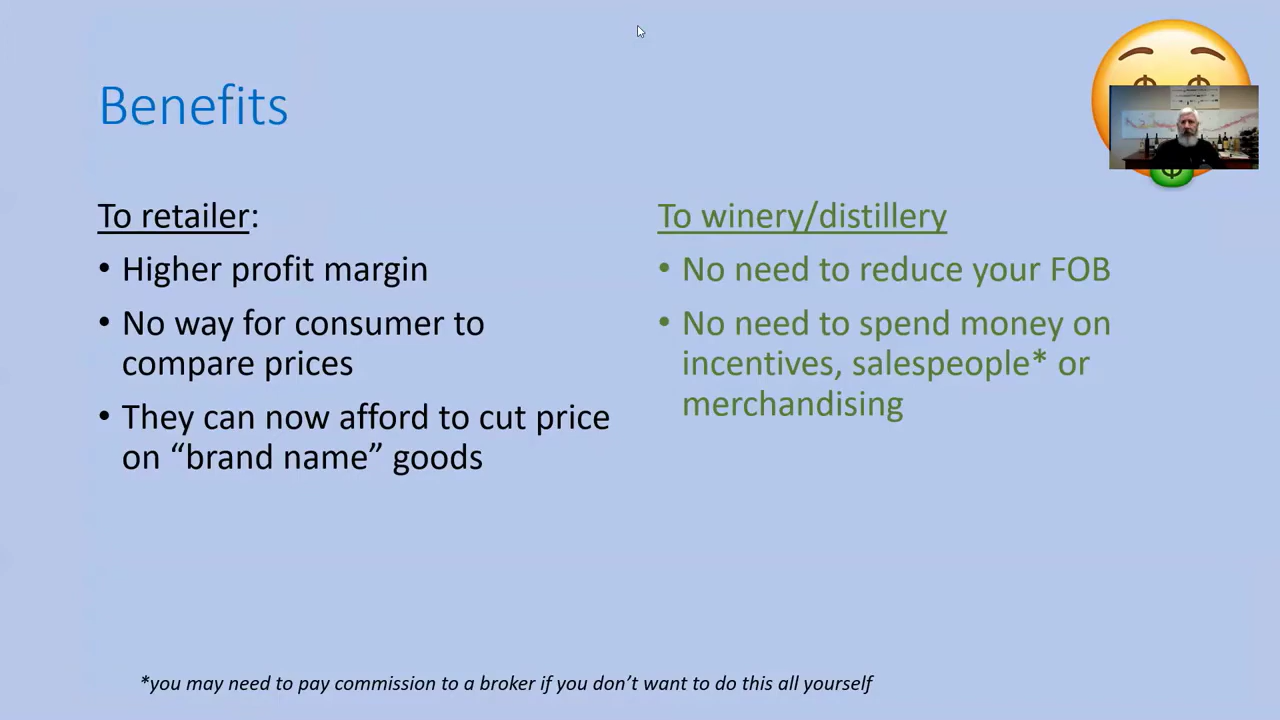 Benefits
To retailer:
• Higher profit margin
• No way for consumer to
compare prices
• They can now afford to cut price
on “brand name” goods
To winery/distillery
• No need to reduce your FOB
• No need to spend money on
incentives, salespeople* or
merchandising
*you may need to pay commission to a broker if you don’t want to do this all yourself